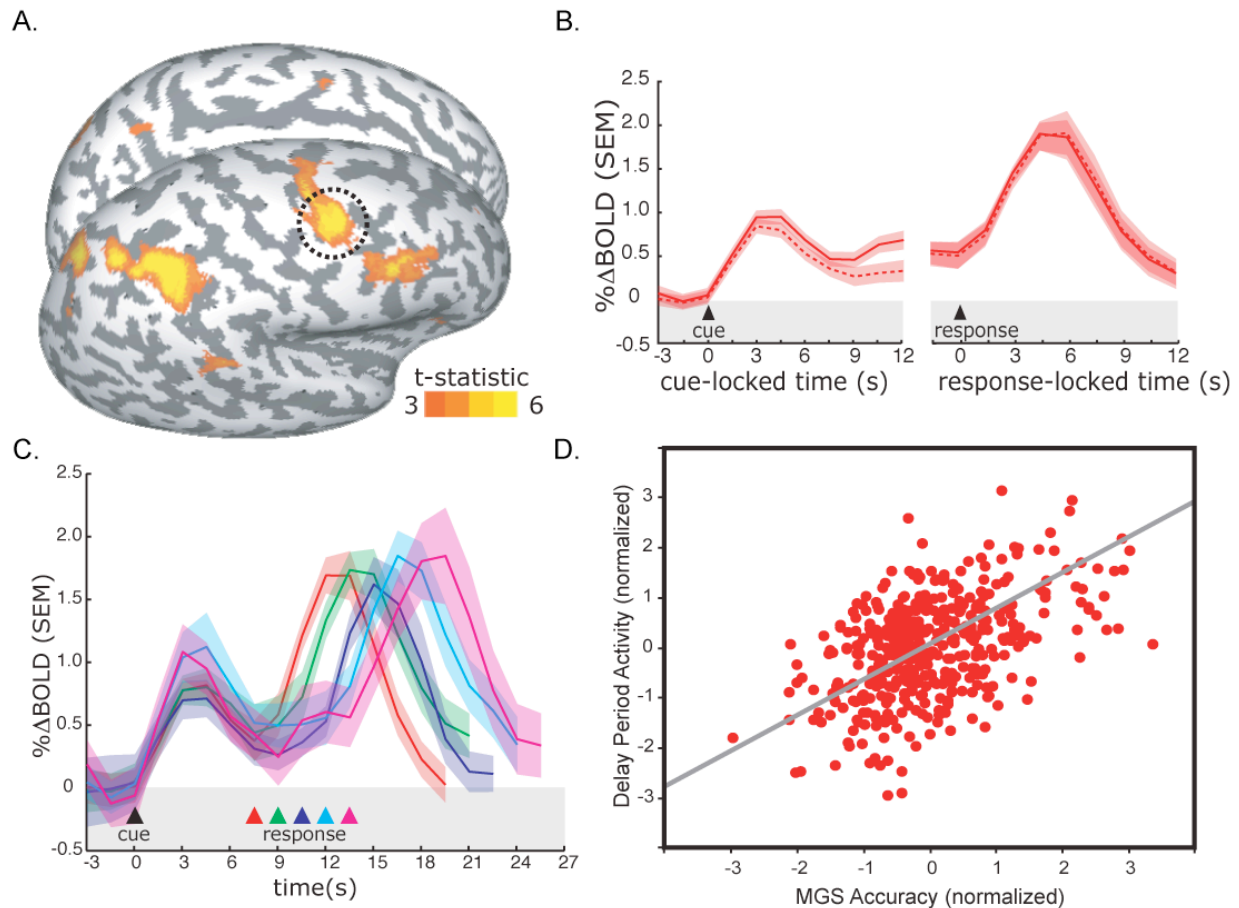 A.
t-statistic
3 6
B.
%ΔBOLD (SEM)
2.5
2.0
1.5
1.0
0.5
0
-0.5
cue
response
-3 0 3 6 9 12
0 3 6 9 12
cue-locked time (s)
response-locked time (s)
C.
%ΔBOLD (SEM)
2.5
2.0
1.5
1.0
0.5
0
-0.5
cue
response
-3 0 3 6 9 12 15 18 21 24 27
time(s)
D.
Delay Period Activity (normalized)
3
2
1
0
-1
-2
-3
-3 -2 -1 0 1 2 3
MGS Accuracy (normalized)